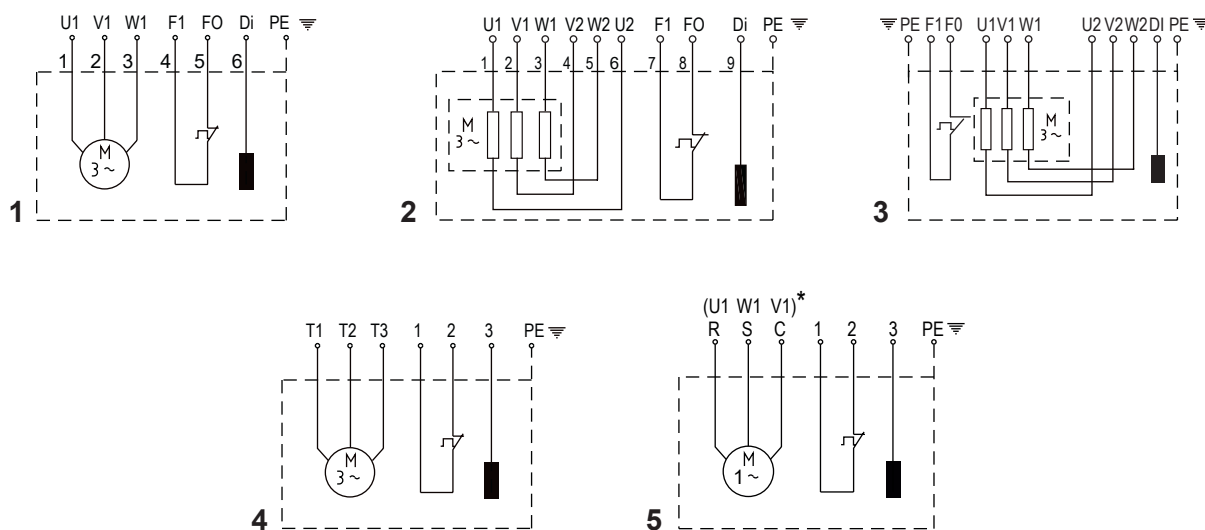 U1 V1 W1 F1 FO Di PE
1 2 3 4 5 6
M
3~
1
U1 V1 W1 V2 W2 U2 F1 FO Di PE
1 2 3 4 5 6 7 8 9
M
3~
2
PE F1 F0 U1 V1 W1 U2 V2 W2 DI PE
M
3~
3
T1 T2 T3 1 2 3 PE
M
3~
4
(U1 W1 V1)*
R S C 1 2 3 PE
M
1~
5